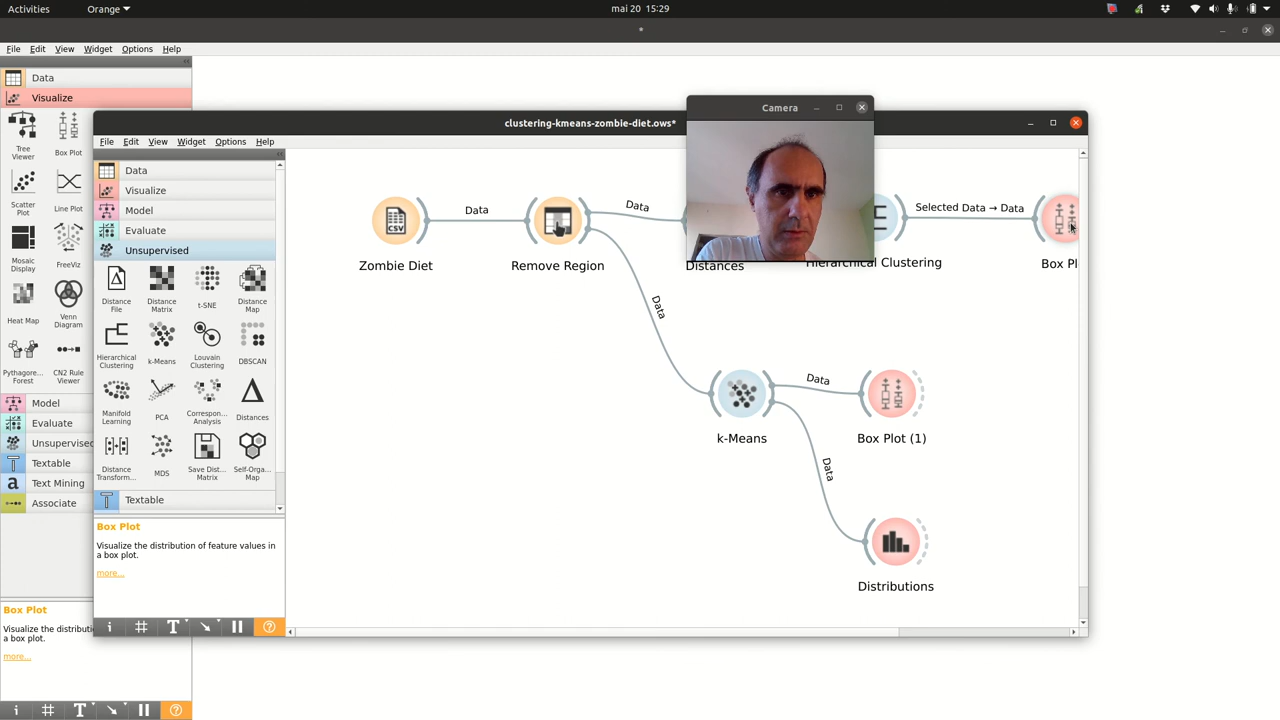 Activities
Orange
mai 20 15:29
File Edit View Widget Options Help
Data
Visualize
Tree
Viewer
Box Plot
Scatter
Plot
Line Plot
Mosaic
Display
FreeViz
Heat Map
Venn
Diagram
Pythagore...
Forest
CN2 Rule
Viewer
Model
Evaluate
Unsupervised
Textable
Text Mining
Associate
Box Plot
Visualize the distributi
a box plot.
more...
clustering-kmeans-zombie-diet.ows*
File Edit View Widget Options Help
Data
Visualize
Model
Evaluate
Unsupervised
Distance
File
Distance
Matrix
t-SNE
Distance
Map
Hierarchical
Clustering
k-Means
Louvain
Clustering
DBSCAN
Manifold
Learning
PCA
Correspon...
Analysis
Distances
Distance
Transform...
MDS
Save Dist...
Matrix
Self-Orga...
Map
Textable
Box Plot
Visualize the distribution of feature values in
a box plot.
more...
Camera
Data
Data
Selected Data → Data
Zombie Diet
Remove Region
Distances
Hierarchical Clustering
Box Pl
Data
Data
k-Means
Box Plot (1)
Data
Distributions